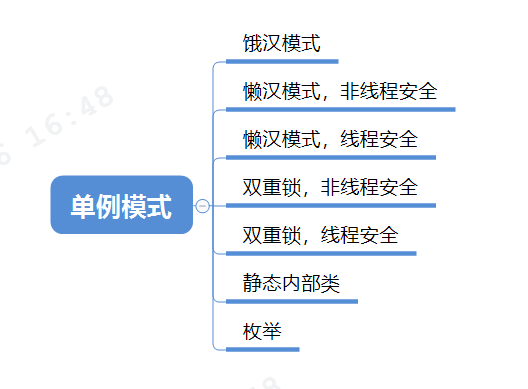 16:48
饿汉模式
懒汉模式，非线程安全
懒汉模式，线程安全
双重锁，非线程安全
单例模式
双重锁，线程安全
静态内部类
枚举